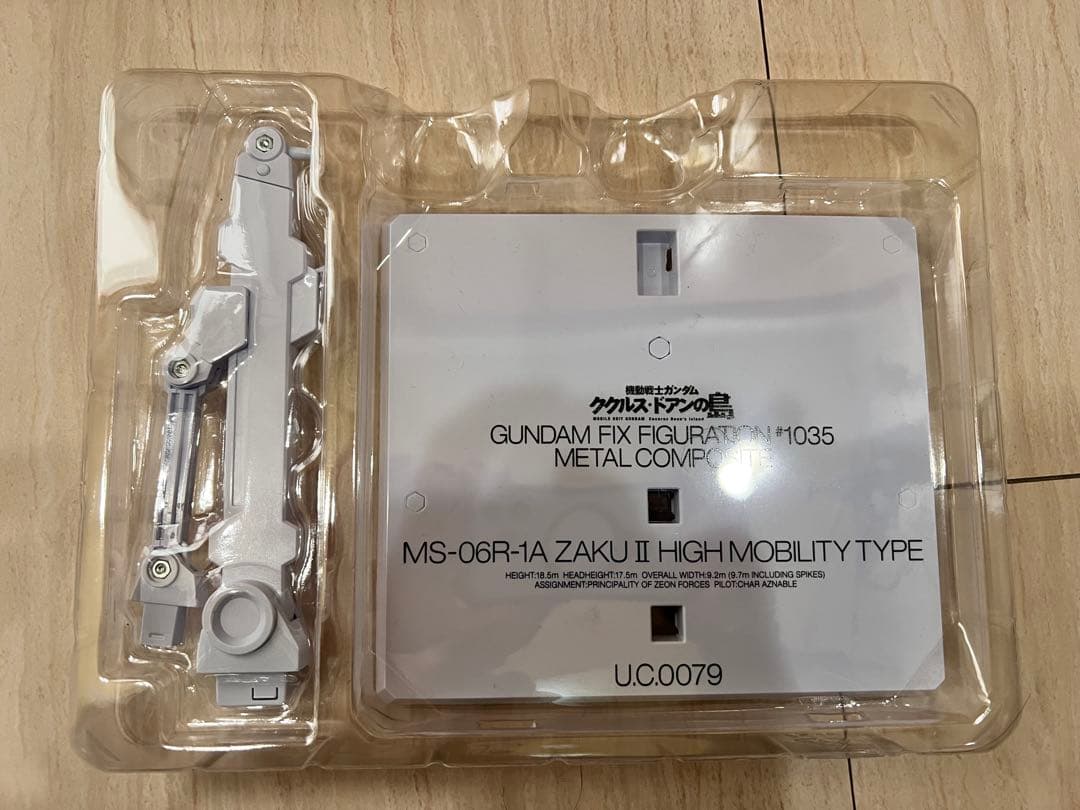 機動戦士ガンダム
ククルス・ドアンの島
MOBILE SUIT GUNDAM Cucuruz Doan's Island
GUNDAM FIX FIGURATION #1035
METAL COMPOSITE
MS-06R-1A ZAKU II HIGH MOBILITY TYPE
HEIGHT:18.5m HEADHEIGHT:17.5m OVERALL WIDTH:9.2m (9.7m INCLUDING SPIKES)
ASSIGNMENT:PRINCIPALITY OF ZEON FORCES PILOT:CHAR AZNABLE
U.C.0079